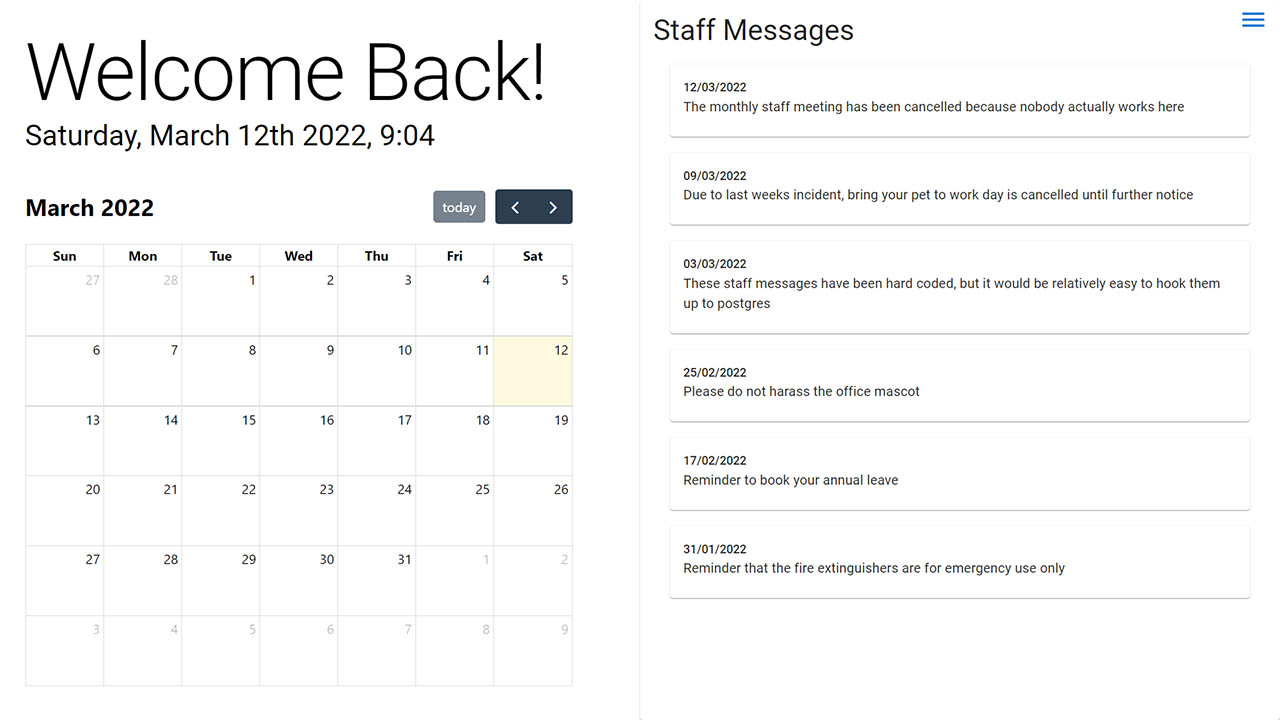 Welcome Back!
Saturday, March 12th 2022, 9:04
March 2022
today
Sun Mon Tue Wed Thu Fri Sat
27 28 1 2 3 4 5
6 7 8 9 10 11 12
13 14 15 16 17 18 19
20 21 22 23 24 25 26
27 28 29 30 31 1 2
3 4 5 6 7 8 9
Staff Messages
12/03/2022
The monthly staff meeting has been cancelled because nobody actually works here
09/03/2022
Due to last weeks incident, bring your pet to work day is cancelled until further notice
03/03/2022
These staff messages have been hard coded, but it would be relatively easy to hook them
up to postgres
25/02/2022
Please do not harass the office mascot
17/02/2022
Reminder to book your annual leave
31/01/2022
Reminder that the fire extinguishers are for emergency use only